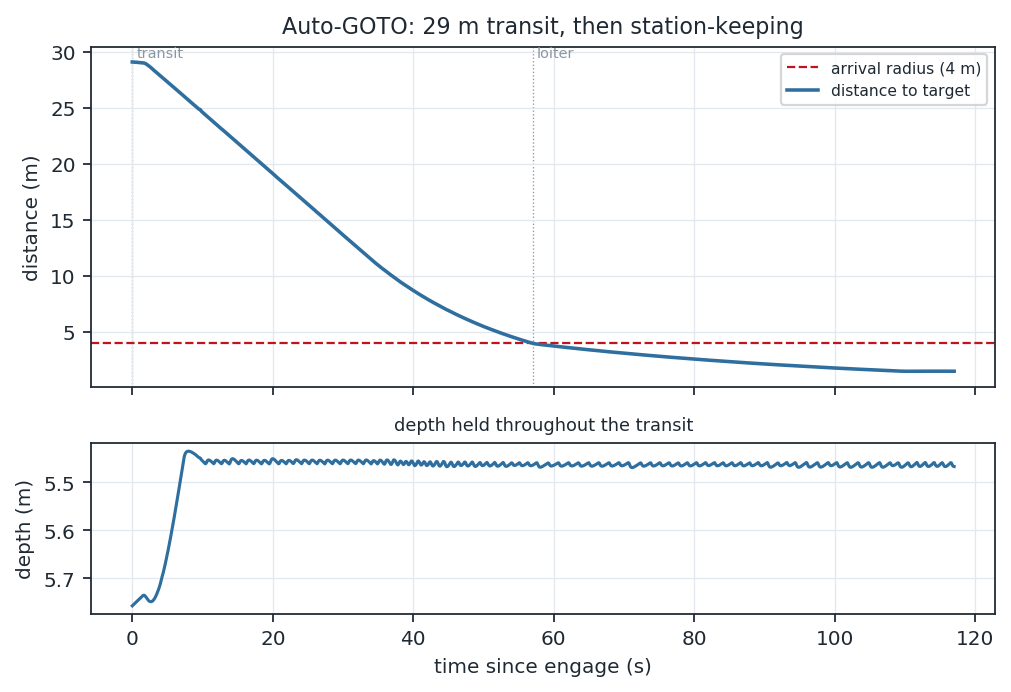 Auto-GOTO: 29 m transit, then station-keeping
transit
loiter
arrival radius (4 m)
distance to target
distance (m)
30
25
20
15
10
5
depth held throughout the transit
depth (m)
5.5
5.6
5.7
0
20
40
60
80
100
120
time since engage (s)